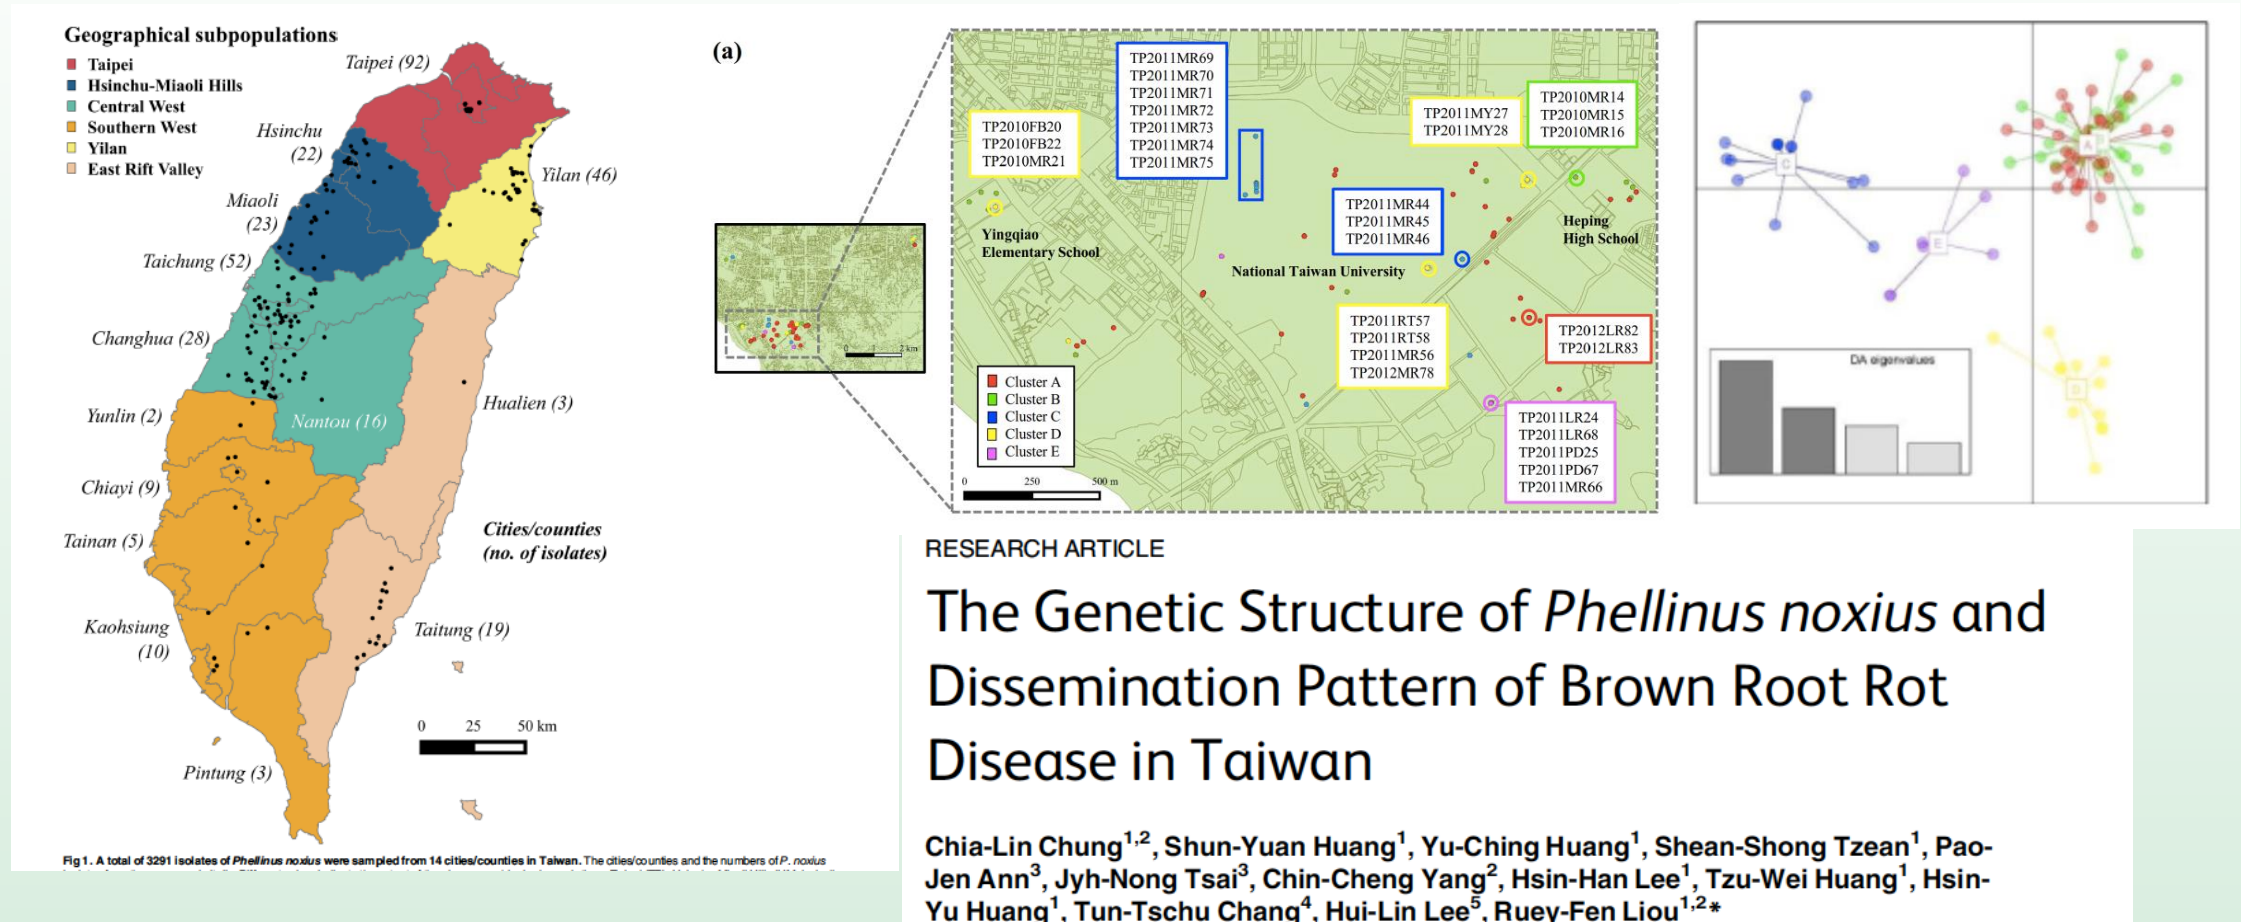 Geographical subpopulations
Taipei
Hsinchu-Miaoli Hills
Central West
Southern West
Yilan
East Rift Valley
Taipei (92)
Hsinchu
(22)
Yilan (46)
Miaoli
(23)
Taichung (52)
Changhua (28)
Hualien (3)
Yunlin (2)
Nantou (16)
Chiayi (9)
Cities/counties
(no. of isolates)
Tainan (5)
Kaohsiung
(10)
Taitung (19)
0 25 50 km
Pintung (3)
Fig 1. A total of 3291 isolates of Phellinus noxius were sampled from 14 cities/counties in Taiwan. The cities/counties and the numbers of P. noxius
(a)
0 1 2 km
TP2010FB20
TP2010FB22
TP2010MR21
TP2011MR69
TP2011MR70
TP2011MR71
TP2011MR72
TP2011MR73
TP2011MR74
TP2011MR75
TP2011MY27
TP2011MY28
TP2010MR14
TP2010MR15
TP2010MR16
TP2011MR44
TP2011MR45
TP2011MR46
Yingqiao
Elementary School
National Taiwan University
Heping
High School
TP2011RT57
TP2011RT58
TP2011MR56
TP2012MR78
TP2012LR82
TP2012LR83
TP2011LR24
TP2011LR68
TP2011PD25
TP2011PD67
TP2011MR66
Cluster A
Cluster B
Cluster C
Cluster D
Cluster E
0 250 500 m
A
C
E
D
DA eigenvalues
RESEARCH ARTICLE
The Genetic Structure of Phellinus noxius and
Dissemination Pattern of Brown Root Rot
Disease in Taiwan
Chia-Lin Chung1,2, Shun-Yuan Huang1, Yu-Ching Huang1, Shean-Shong Tzean1, Pao-
Jen Ann3, Jyh-Nong Tsai3, Chin-Cheng Yang2, Hsin-Han Lee1, Tzu-Wei Huang1, Hsin-
Yu Huang1, Tun-Tschu Chang4, Hui-Lin Lee5, Ruey-Fen Liou1,2*